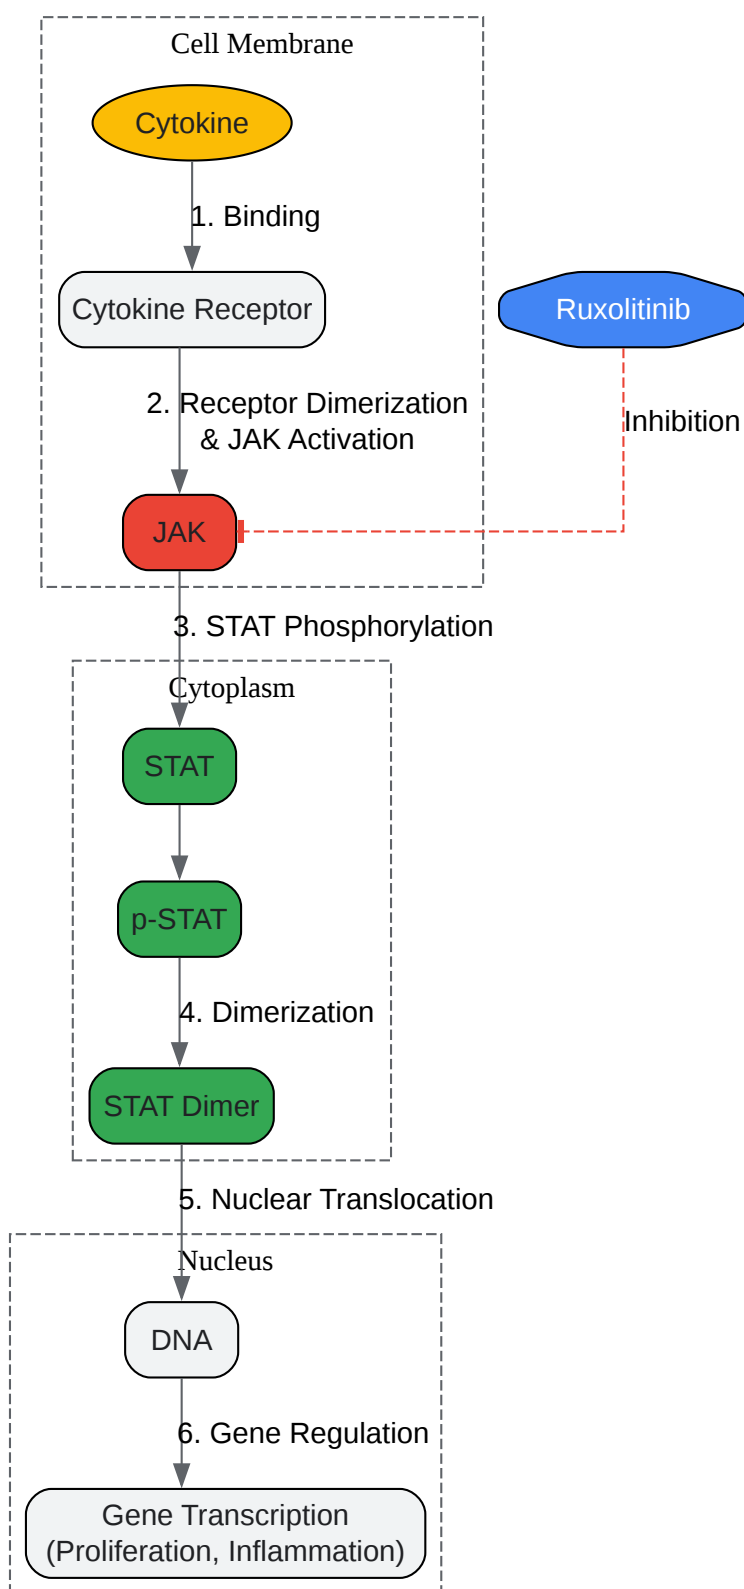 Cell Membrane
Cytokine
1. Binding
Cytokine Receptor
Ruxolitinib
2. Receptor Dimerization
& JAK Activation
Inhibition
JAK
3. STAT Phosphorylation
Cytoplasm
STAT
p-STAT
4. Dimerization
STAT Dimer
5. Nuclear Translocation
Nucleus
DNA
6. Gene Regulation
Gene Transcription
(Proliferation, Inflammation)